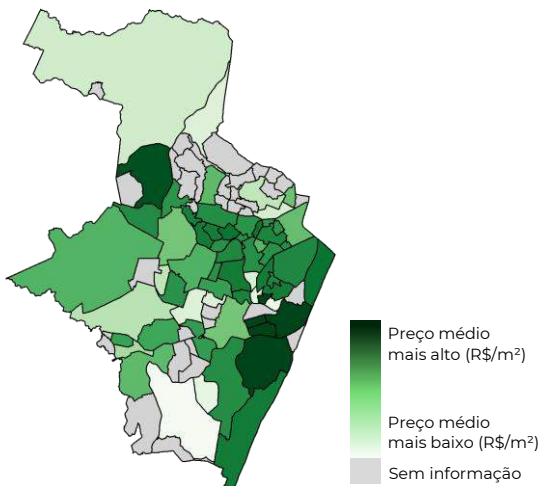 Preço médio
mais alto (R$/m²)
Preço médio
mais baixo (R$/m²)
Sem informação